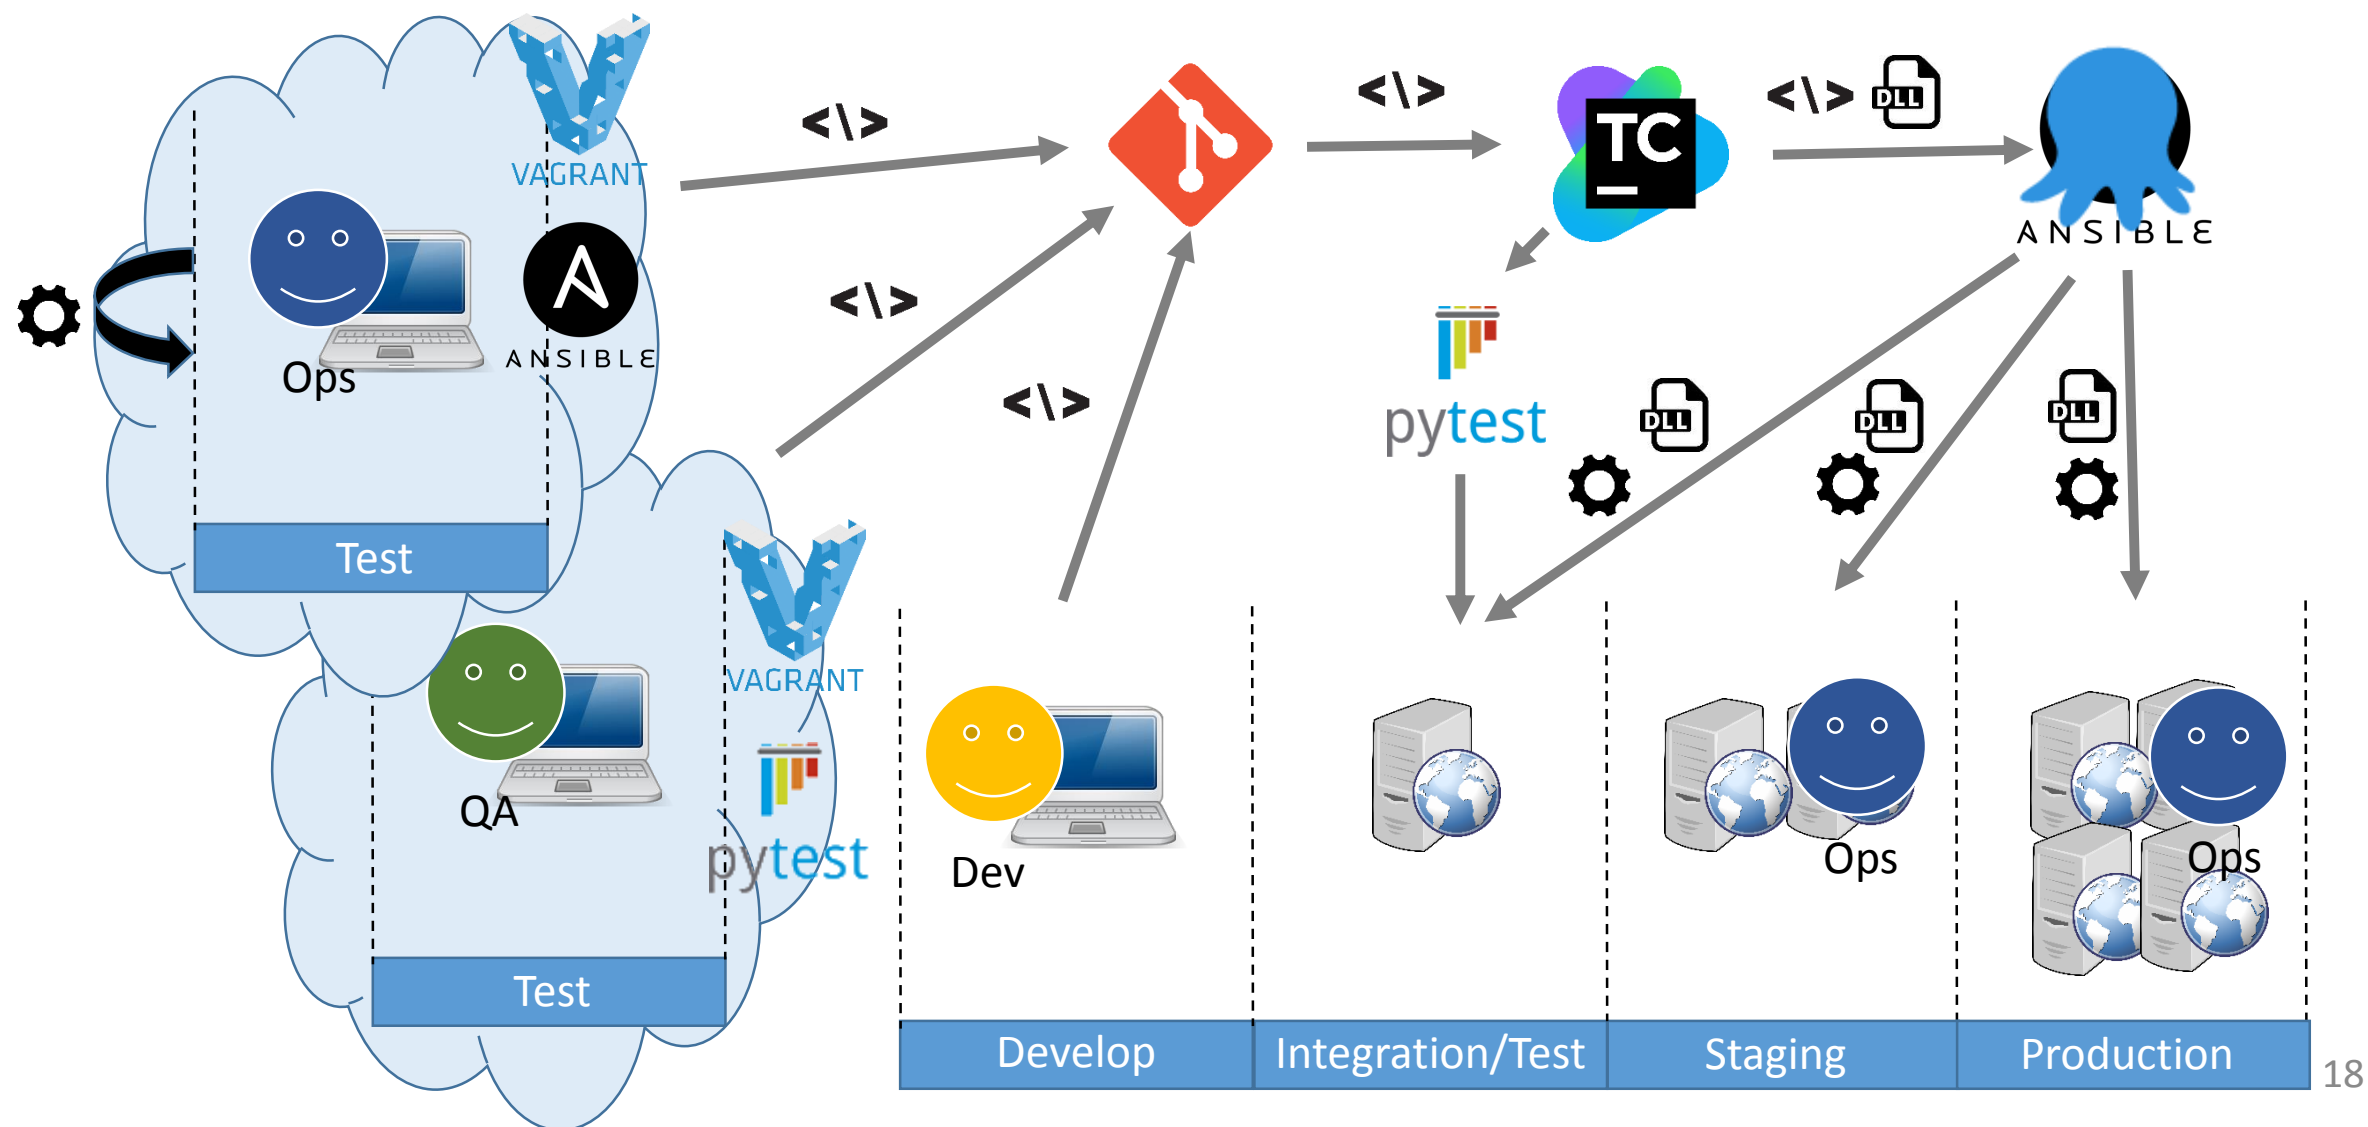 VAGRANT
<\>
<\>
TC
<\>
DLL
ANSIBLE
Ops
ANSIBLE
<\>
<\>
pytest
DLL
DLL
DLL
Test
VAGRANT
QA
pytest
Dev
Ops
Ops
Test
Develop
Integration/Test
Staging
Production
18